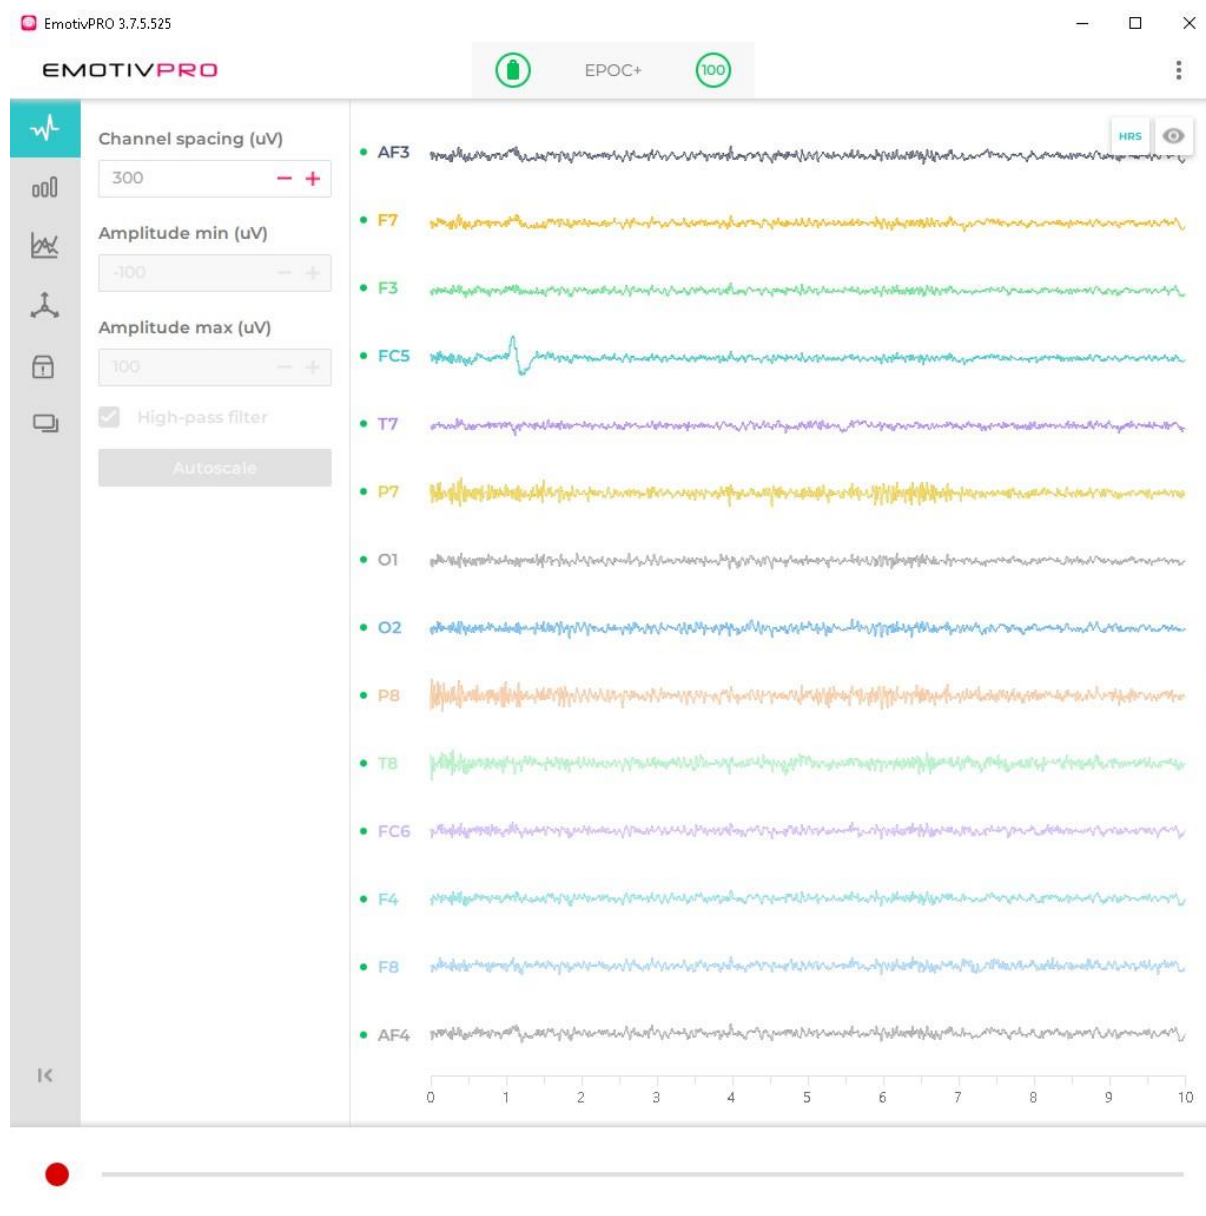 EmotivPRO 3.7.5.525
EMOTIVPRO
EPOC+
100
HRS
Channel spacing (uV)
300
Amplitude min (uV)
-100
Amplitude max (uV)
100
High-pass filter
Autoscale
AF3
F7
F3
FC5
T7
P7
O1
O2
P8
T8
FC6
F4
F8
AF4
0 1 2 3 4 5 6 7 8 9 10